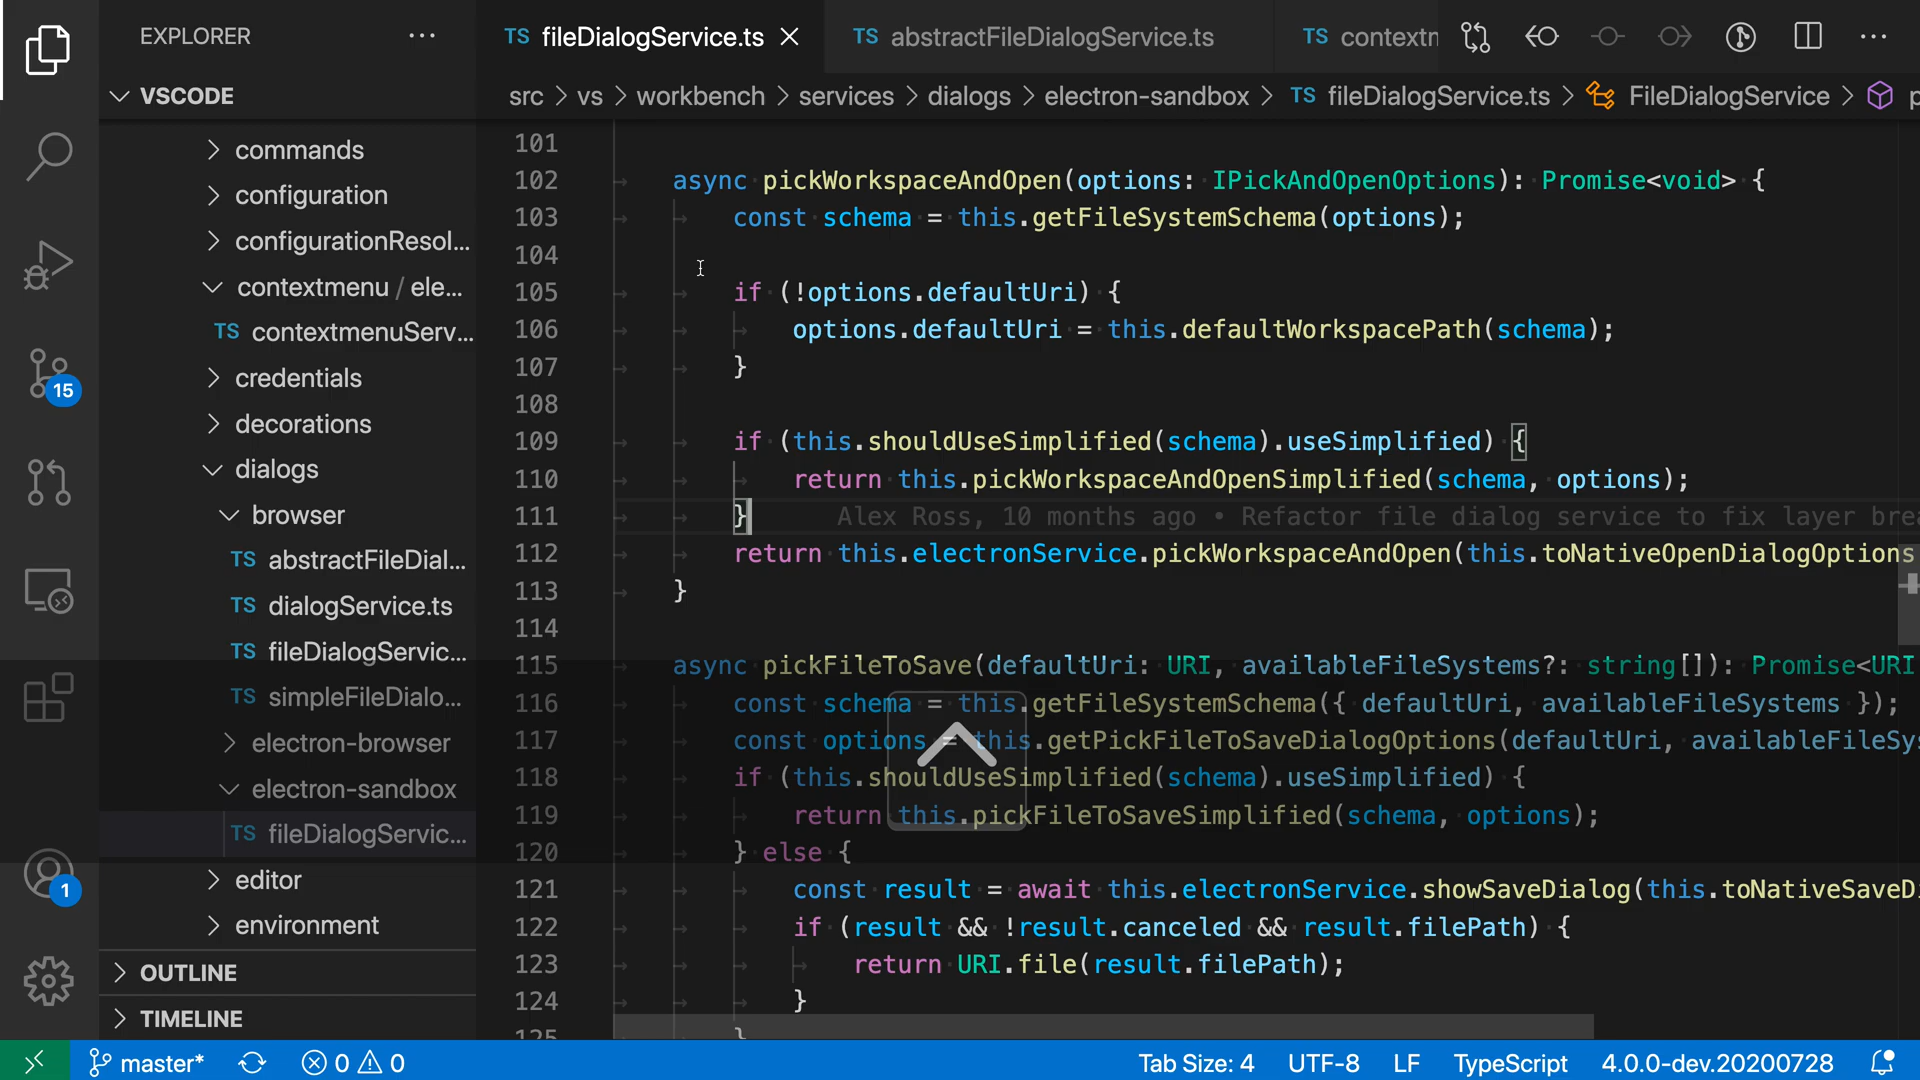 EXPLORER
VSCODE
commands
configuration
configurationResol...
contextmenu / ele...
TS contextmenuServ...
credentials
decorations
dialogs
browser
TS abstractFileDial...
TS dialogService.ts
TS fileDialogServic...
TS simpleFileDialo...
electron-browser
electron-sandbox
TS fileDialogServic...
editor
environment
OUTLINE
TIMELINE
15
1
TS fileDialogService.ts
TS abstractFileDialogService.ts
TS contextm
src > vs > workbench > services > dialogs > electron-sandbox > TS fileDialogService.ts > FileDialogService > p
101
102 async pickWorkspaceAndOpen(options: IPickAndOpenOptions): Promise<void> {
103 const schema = this.getFileSystemSchema(options);
104
105 if (!options.defaultUri) {
106 options.defaultUri = this.defaultWorkspacePath(schema);
107 }
108
109 if (this.shouldUseSimplified(schema).useSimplified) {
110 return this.pickWorkspaceAndOpenSimplified(schema, options);
111 } Alex Ross, 10 months ago • Refactor file dialog service to fix layer brea
112 return this.electronService.pickWorkspaceAndOpen(this.toNativeOpenDialogOptions
113 }
114
115 async pickFileToSave(defaultUri: URI, availableFileSystems?: string[]): Promise<URI
116 const schema = this.getFileSystemSchema({ defaultUri, availableFileSystems });
117 const options = this.getPickFileToSaveDialogOptions(defaultUri, availableFileSy
118 if (this.shouldUseSimplified(schema).useSimplified) {
119 return this.pickFileToSaveSimplified(schema, options);
120 } else {
121 const result = await this.electronService.showSaveDialog(this.toNativeSaveD
122 if (result && !result.canceled && result.filePath) {
123 return URI.file(result.filePath);
124 }
125 }
master* 0 0 Tab Size: 4 UTF-8 LF TypeScript 4.0.0-dev.20200728